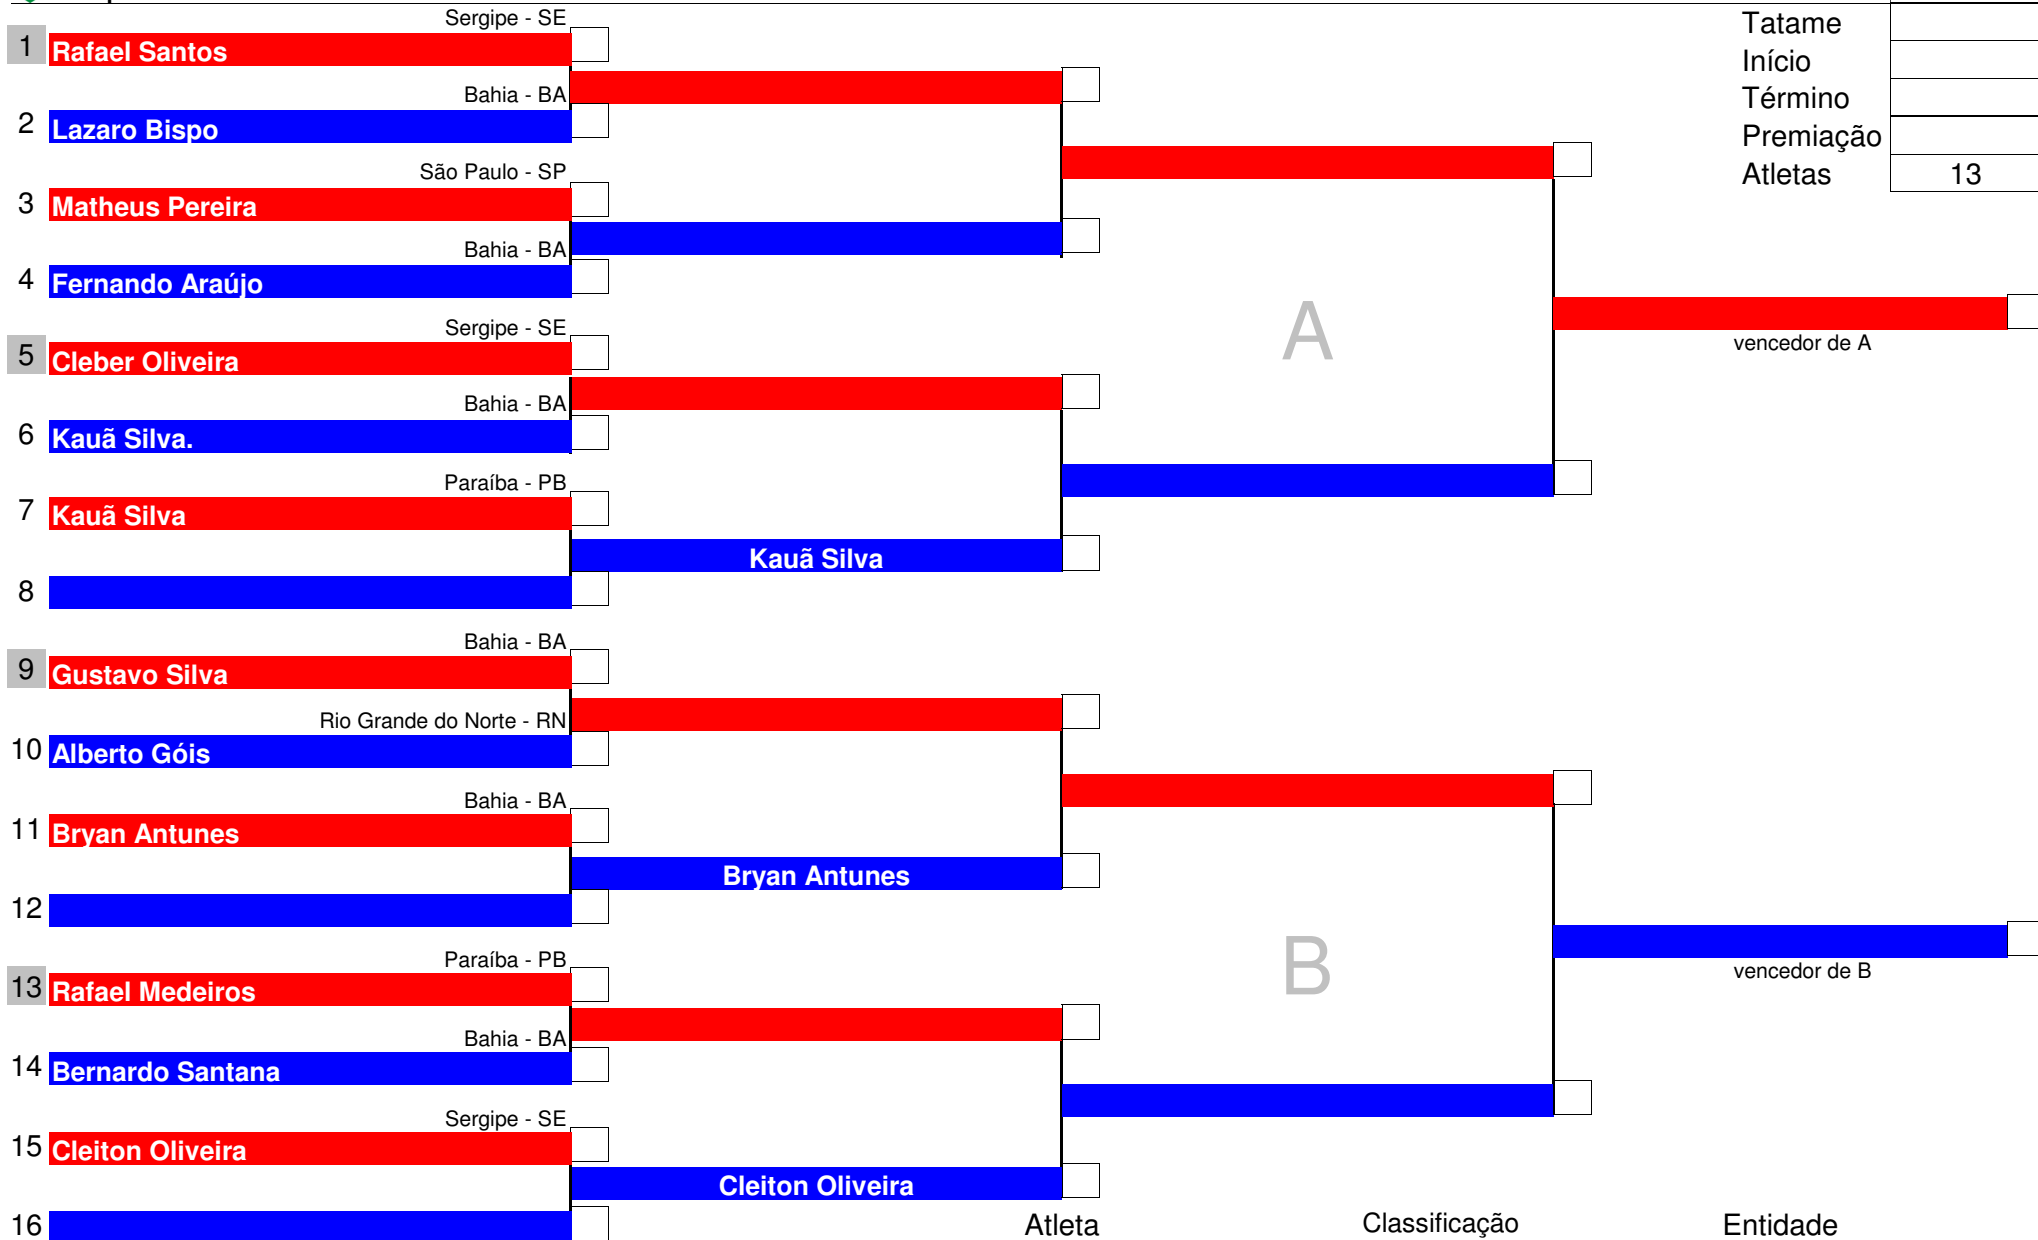 Sergipe - SE
1 Rafael Santos
Bahia - BA
2 Lazaro Bispo
São Paulo - SP
3 Matheus Pereira
Bahia - BA
4 Fernando Araújo
Sergipe - SE
5 Cleber Oliveira
Bahia - BA
6 Kauã Silva.
Paraíba - PB
7 Kauã Silva
Kauã Silva
8
Bahia - BA
9 Gustavo Silva
Rio Grande do Norte - RN
10 Alberto Góis
Bahia - BA
11 Bryan Antunes
Bryan Antunes
12
Paraíba - PB
13 Rafael Medeiros
Bahia - BA
14 Bernardo Santana
Sergipe - SE
15 Cleiton Oliveira
Cleiton Oliveira
16
A
B
vencedor de A
vencedor de B
Tatame
Início
Término
Premiação
Atletas 13
Atleta Classificação Entidade